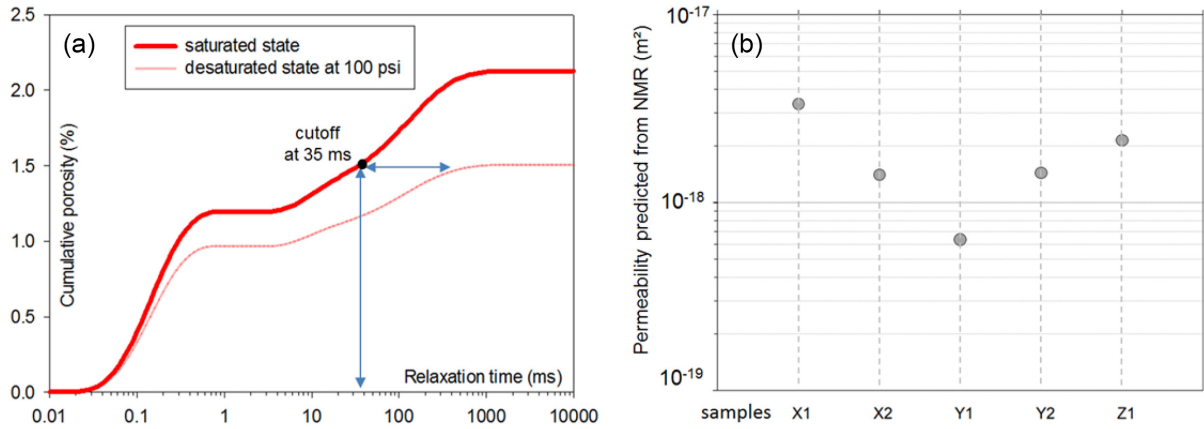 (a)
saturated state
desaturated state at 100 psi
cutoff
at 35 ms
Cumulative porosity (%)
2.5
2.0
1.5
1.0
0.5
0.0
Relaxation time (ms)
0.01 0.1 1 10 100 1000 10000
(b)
Permeability predicted from NMR (m²)
10-17
10-18
10-19
samples X1 X2 Y1 Y2 Z1